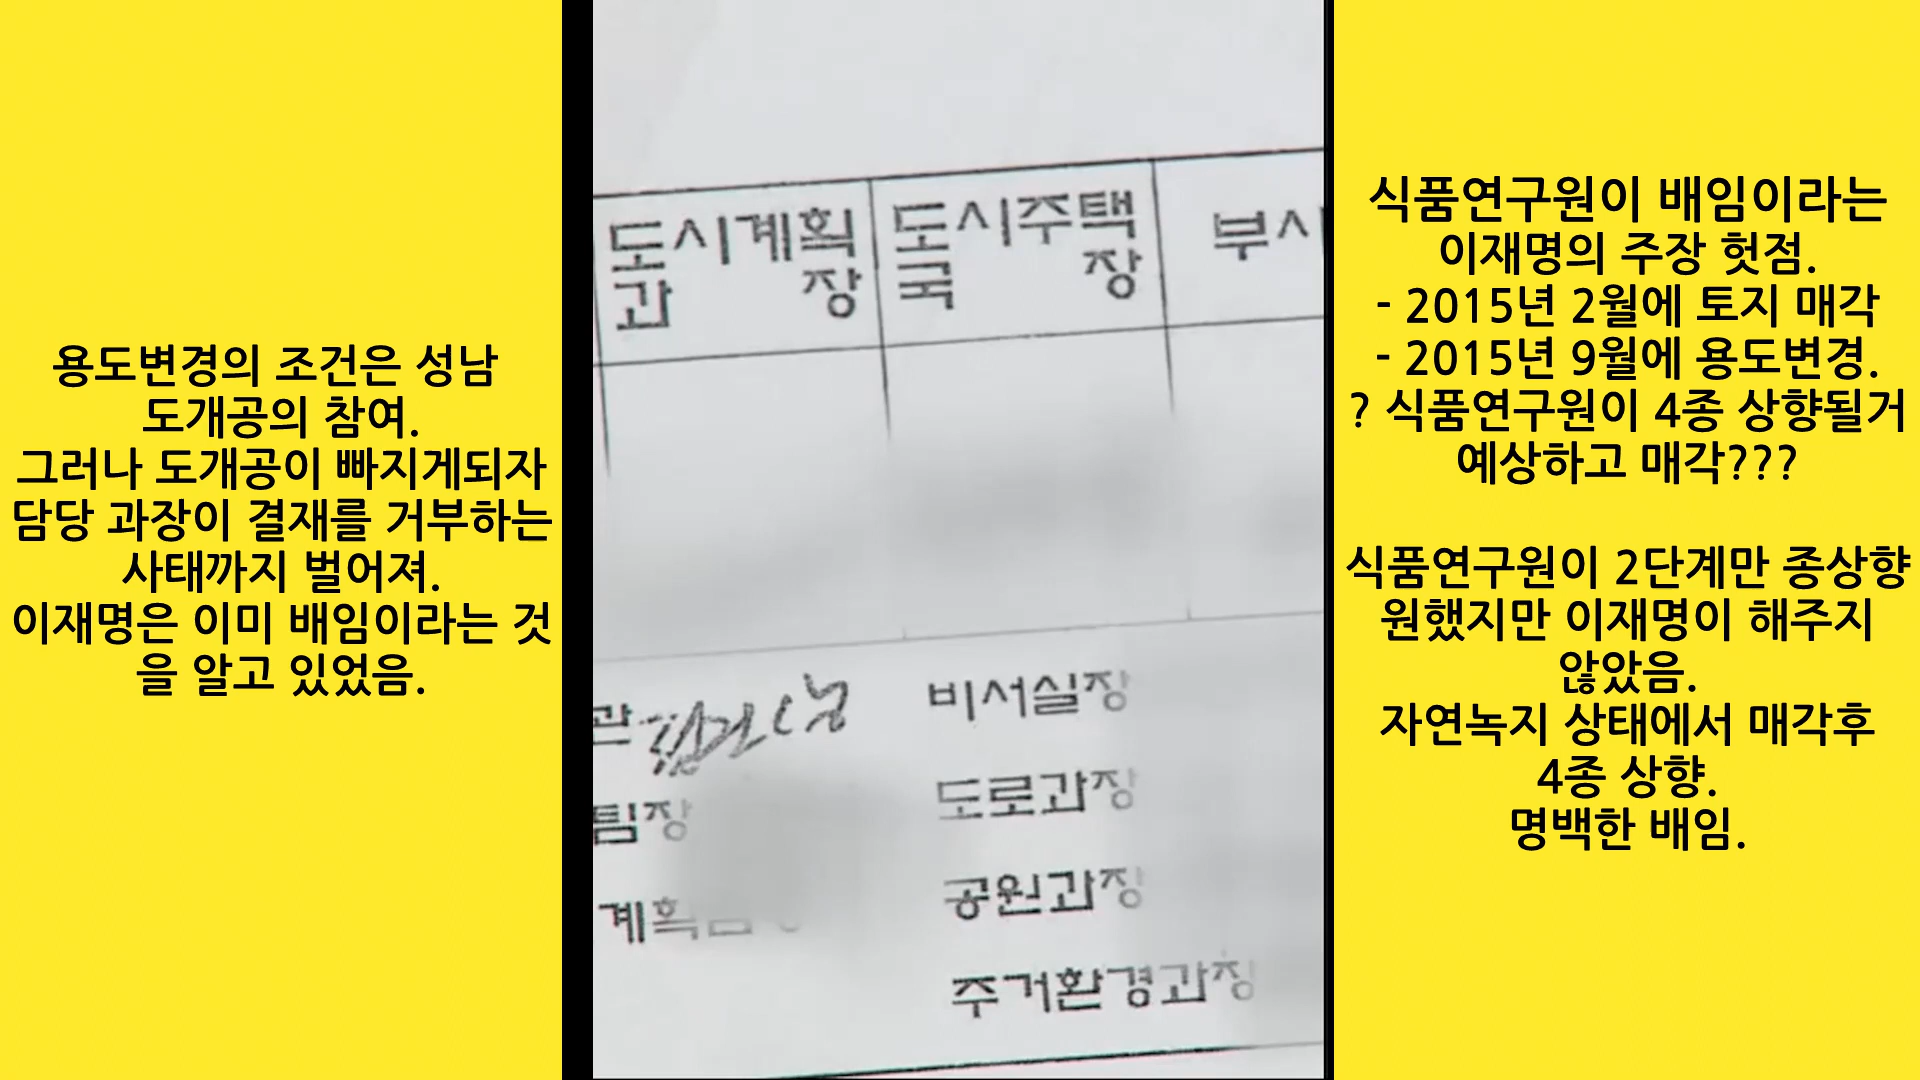 용도변경의 조건은 성남
도개공의 참여.
그러나 도개공이 빠지게되자
담당 과장이 결재를 거부하는
사태까지 벌어져.
이재명은 이미 배임이라는 것
을 알고 있었음.
도시계획
과 장
도시주택
국 장
부시
관
비서실장
팀장
도로과장
계획
공원과장
주거환경과장
식품연구원이 배임이라는
이재명의 주장 헛점.
- 2015년 2월에 토지 매각
- 2015년 9월에 용도변경.
? 식품연구원이 4종 상향될거
예상하고 매각???
식품연구원이 2단계만 종상향
원했지만 이재명이 해주지
않았음.
자연녹지 상태에서 매각후
4종 상향.
명백한 배임.